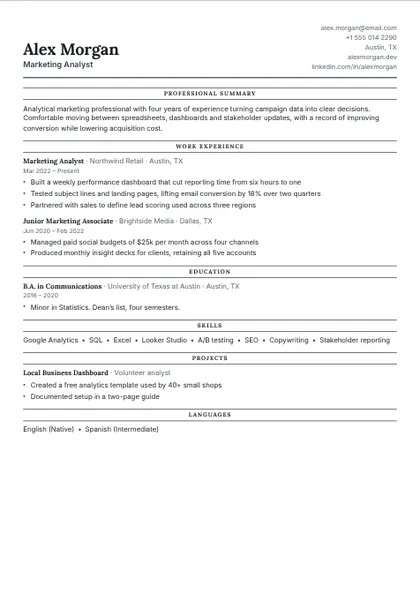 Alex Morgan
Marketing Analyst
alex.morgan@email.com
+1 555 014 2290
Austin, TX
alexmorgan.dev
linkedin.com/in/alexmorgan
PROFESSIONAL SUMMARY
Analytical marketing professional with four years of experience turning campaign data into clear decisions.
Comfortable moving between spreadsheets, dashboards and stakeholder updates, with a record of improving
conversion while lowering acquisition cost.
WORK EXPERIENCE
Marketing Analyst · Northwind Retail · Austin, TX
Mar 2022 – Present
• Built a weekly performance dashboard that cut reporting time from six hours to one
• Tested subject lines and landing pages, lifting email conversion by 18% over two quarters
• Partnered with sales to define lead scoring used across three regions
Junior Marketing Associate · Brightside Media · Dallas, TX
Jun 2020 – Feb 2022
• Managed paid social budgets of $25k per month across four channels
• Produced monthly insight decks for clients, retaining all five accounts
EDUCATION
B.A. in Communications · University of Texas at Austin · Austin, TX
2016 – 2020
• Minor in Statistics. Dean's list, four semesters.
SKILLS
Google Analytics • SQL • Excel • Looker Studio • A/B testing • SEO • Copywriting • Stakeholder reporting
PROJECTS
Local Business Dashboard · Volunteer analyst
• Created a free analytics template used by 40+ small shops
• Documented setup in a two-page guide
LANGUAGES
English (Native) • Spanish (Intermediate)